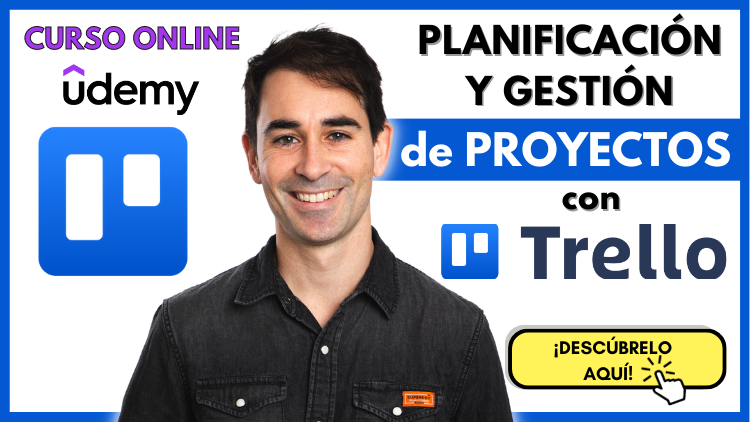 CURSO ONLINE
ûdemy
PLANIFICACIÓN
Y GESTIÓN
de PROYECTOS
con
Trello
¡DESCÚBRELO
AQUÍ!